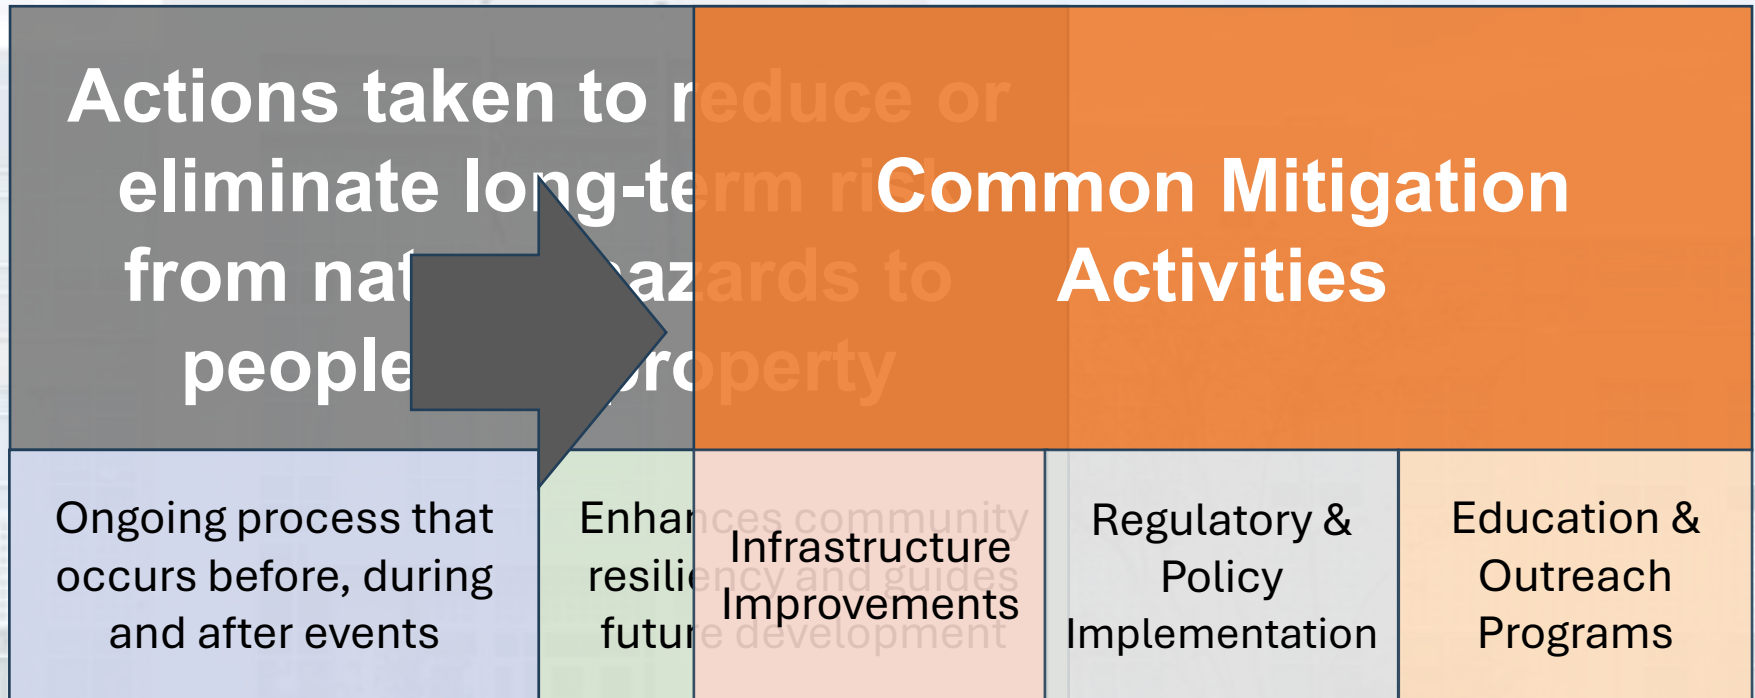 Actions taken to reduce or
eliminate long-term risk
from hazards to
people property
Common Mitigation
Activities
Ongoing process that
occurs before, during
and after events
Enhances community
resiliency and guides
future development
Infrastructure
Improvements
Regulatory &
Policy
Implementation
Education &
Outreach
Programs